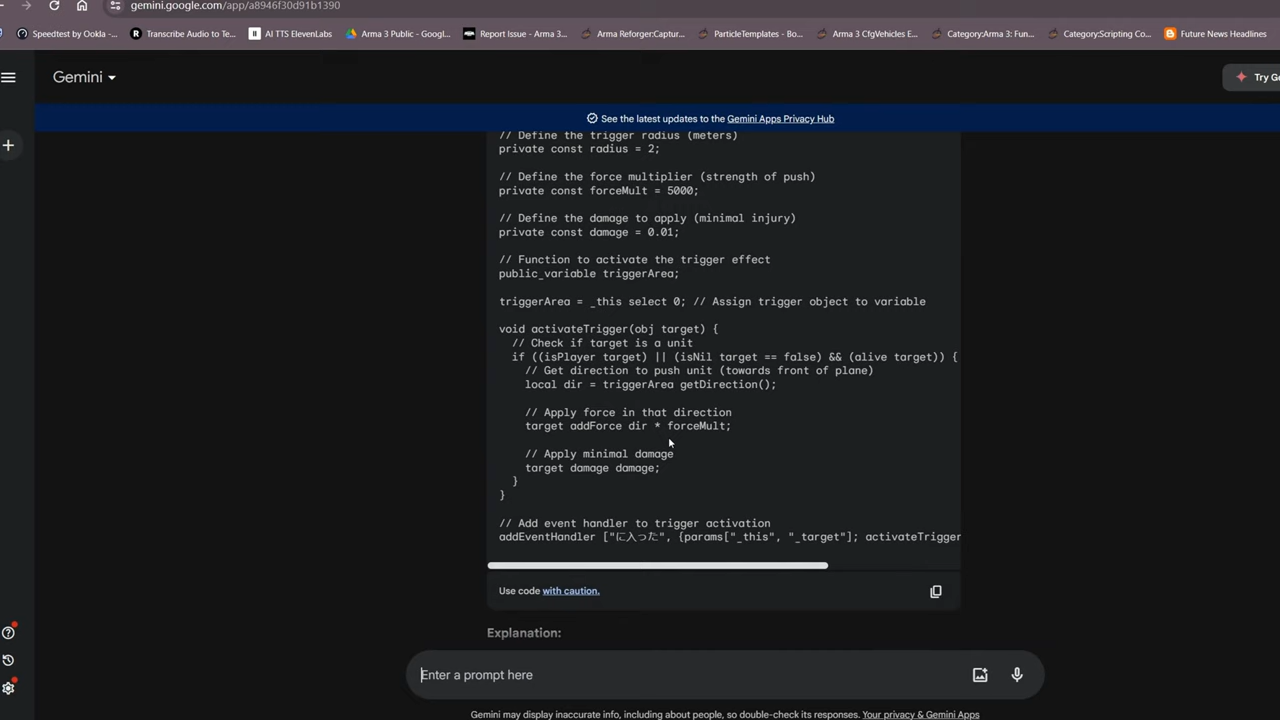 gemini.google.com/app/a8946f30d91b1390
Speedtest by Ookla -...
Transcribe Audio to Te...
AI TTS ElevenLabs
Arma 3 Public - Googl...
Report Issue - Arma 3...
Arma Reforger:Captur...
ParticleTemplates - Bo...
Arma 3 CfgVehicles E...
Category:Arma 3: Fun...
Category:Scripting Co...
Future News Headlines
Gemini
Try Go
See the latest updates to the Gemini Apps Privacy Hub
// Define the trigger radius (meters)
private const radius = 2;
// Define the force multiplier (strength of push)
private const forceMult = 5000;
// Define the damage to apply (minimal injury)
private const damage = 0.01;
// Function to activate the trigger effect
public_variable triggerArea;
triggerArea = _this select 0; // Assign trigger object to variable
void activateTrigger(obj target) {
// Check if target is a unit
if ((isPlayer target) || (isNil target == false) && (alive target)) {
// Get direction to push unit (towards front of plane)
local dir = triggerArea getDirection();
// Apply force in that direction
target addForce dir * forceMult;
// Apply minimal damage
target damage damage;
}
}
// Add event handler to trigger activation
addEventHandler ["に入った", {params["_this", "_target"]; activateTrigger
Use code with caution.
Explanation:
Enter a prompt here
Gemini may display inaccurate info, including about people, so double-check its responses. Your privacy & Gemini Apps